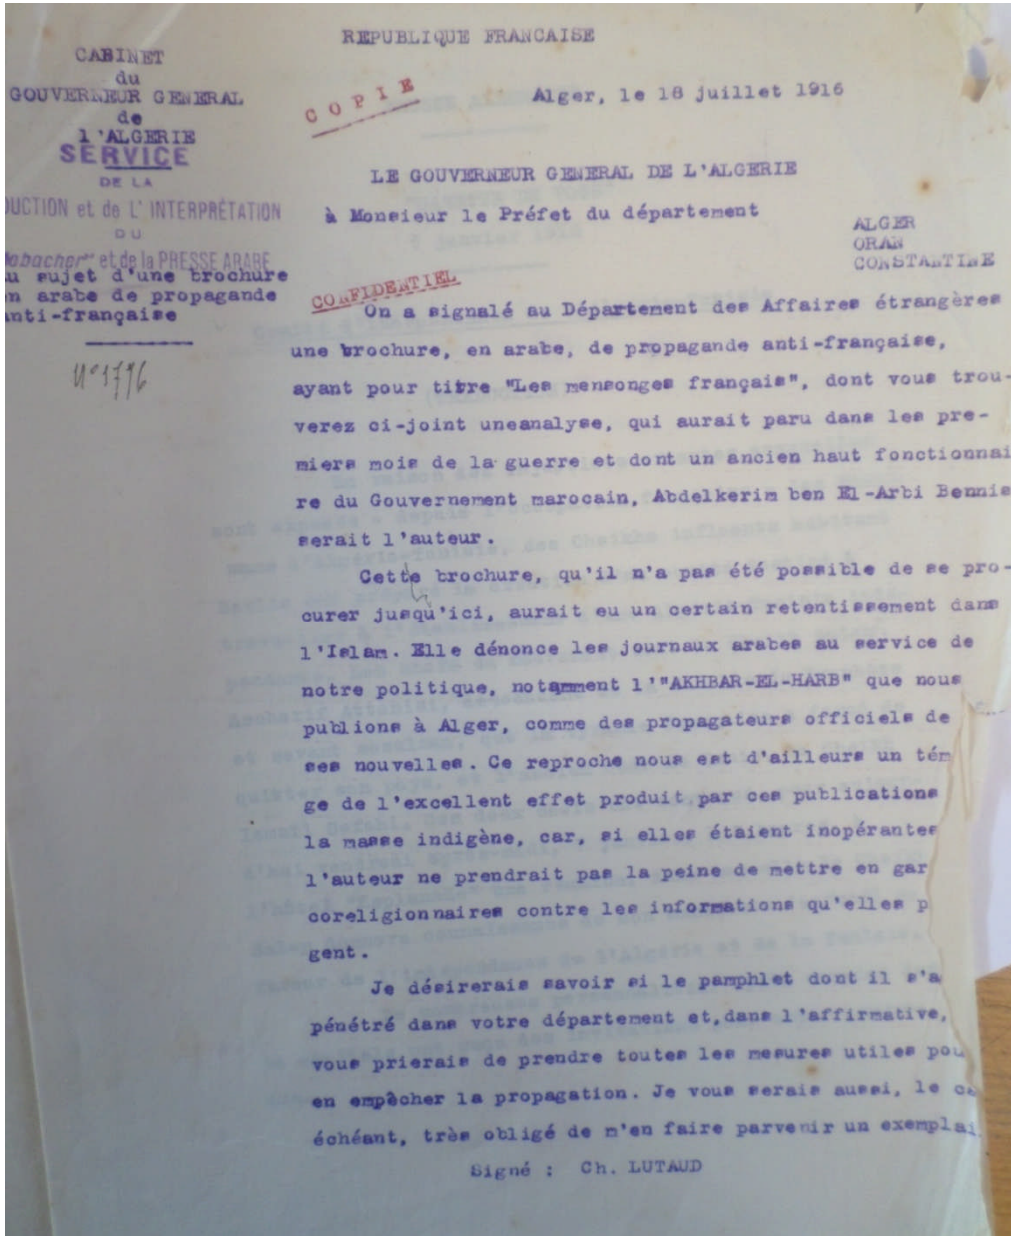 REPUBLIQUE FRANCAISE
CABINET
du
GOUVERNEUR GENERAL
de
l'ALGERIE
SERVICE
DE LA
DUCTION et de L'INTERPRÉTATION
DU
Mobacher" et de la PRESSE ARABE
u sujet d'une brochure
en arabe de propagande
anti-française
N°1776
COPIE
Alger, le 18 juillet 1916
LE GOUVERNEUR GENERAL DE L'ALGERIE
à Monsieur le Préfet du département
ALGER
ORAN
CONSTANTINE
CONFIDENTIEL
On a signalé au Département des Affaires étrangères
une brochure, en arabe, de propagande anti-française,
ayant pour titre "Les mensonges français", dont vous trou-
verez ci-joint uneanalyse, qui aurait paru dans les pre-
miers mois de la guerre et dont un ancien haut fonctionnai
re du Gouvernement marocain, Abdelkerim ben El-Arbi Bennis
serait l'auteur.
Cette brochure, qu'il n'a pas été possible de se pro-
curer jusqu'ici, aurait eu un certain retentissement dans
l'Islam. Elle dénonce les journaux arabes au service de
notre politique, notamment l'"AKHBAR-EL-HARB" que nous
publions à Alger, comme des propagateurs officiels de
ses nouvelles. Ce reproche nous est d'ailleurs un tém
ge de l'excellent effet produit par ces publications
la masse indigène, car, si elles étaient inopérantes
l'auteur ne prendrait pas la peine de mettre en gar
coreligionnaires contre les informations qu'elles p
gent.
Je désirerais savoir si le pamphlet dont il s'a
pénétré dans votre département et, dans l'affirmative,
vous prierais de prendre toutes les mesures utiles pou
en empêcher la propagation. Je vous serais aussi, le ca
échéant, très obligé de m'en faire parvenir un exemplai
Signé : Ch. LUTAUD